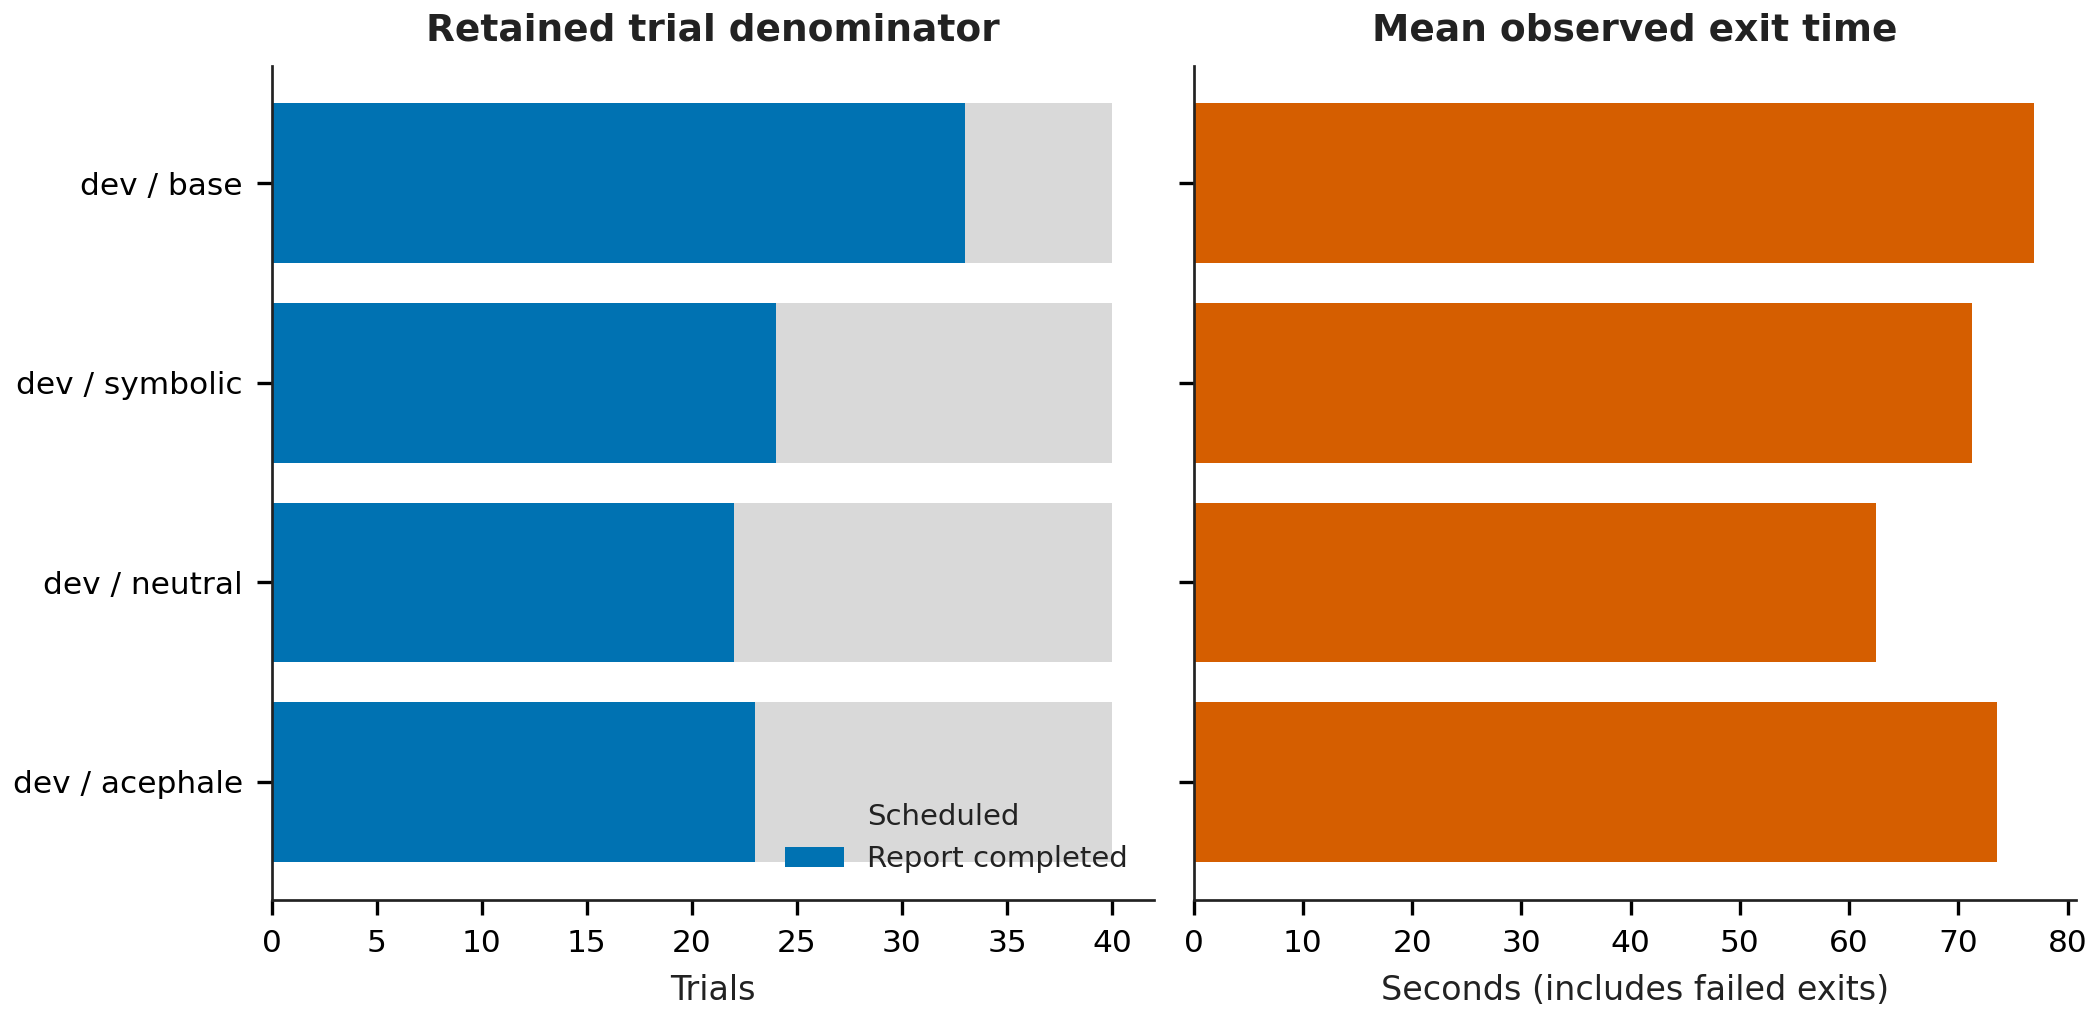 Retained trial denominator
Mean observed exit time
dev / base
dev / symbolic
dev / neutral
dev / acephale
Scheduled
Report completed
0 5 10 15 20 25 30 35 40
0 10 20 30 40 50 60 70 80
Trials
Seconds (includes failed exits)